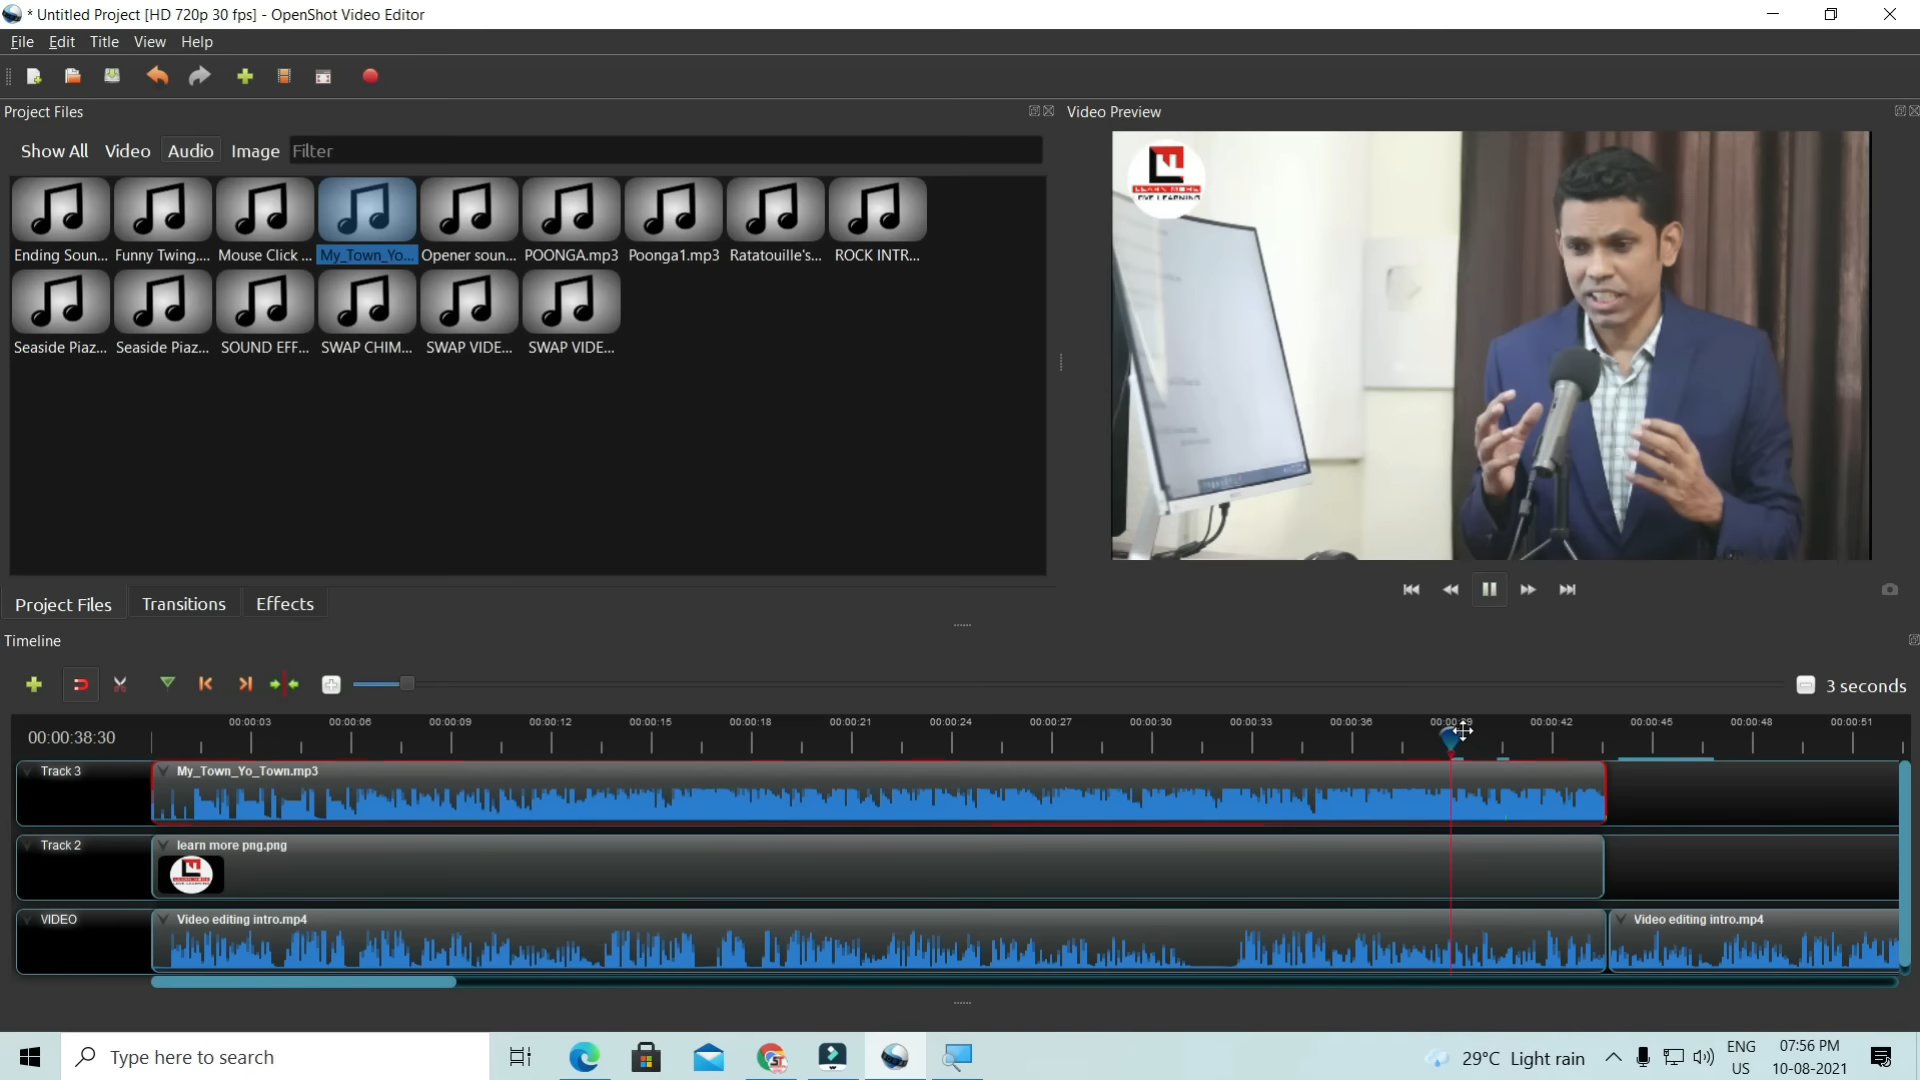 * Untitled Project [HD 720p 30 fps] - OpenShot Video Editor
File Edit Title View Help
Project Files
Video Preview
Show All Video Audio Image Filter
Ending Soun... Funny Twing.... Mouse Click ... My_Town_Yo... Opener soun... POONGA.mp3 Poonga1.mp3 Ratatouille's... ROCK INTR...
Seaside Piaz... Seaside Piaz... SOUND EFF... SWAP CHIM... SWAP VIDE... SWAP VIDE...
Project Files Transitions Effects
Timeline
3 seconds
00:00:03 00:00:06 00:00:09 00:00:12 00:00:15 00:00:18 00:00:21 00:00:24 00:00:27 00:00:30 00:00:33 00:00:36 00:00:39 00:00:42 00:00:45 00:00:48 00:00:51
00:00:38:30
Track 3 My_Town_Yo_Town.mp3
Track 2 learn more png.png
VIDEO Video editing intro.mp4 Video editing intro.mp4
Type here to search
29°C Light rain
ENG
US
07:56 PM
10-08-2021